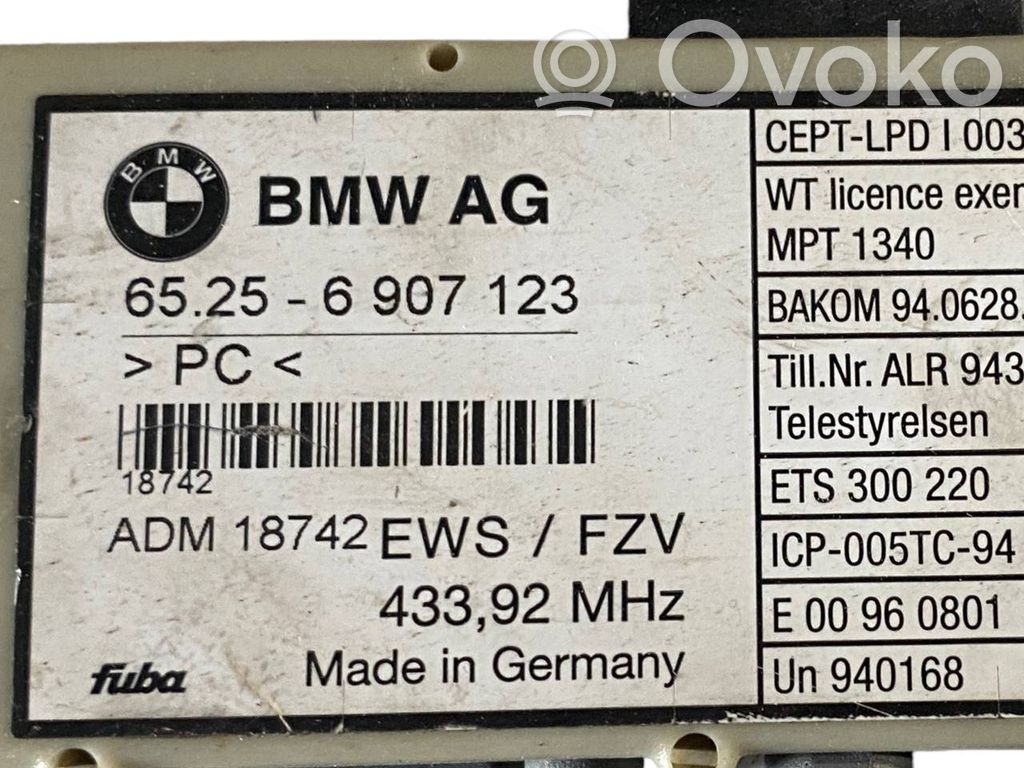 Ovoko
BMW
BMW AG
65.25 - 6 907 123
> PC <
18742
ADM 18742 EWS / FZV
433,92 MHz
fuba Made in Germany
CEPT-LPD I 003
WT licence exem
MPT 1340
BAKOM 94.0628.
Till.Nr. ALR 943
Telestyrelsen
ETS 300 220
ICP-005TC-94
E 00 96 0801
Un 940168